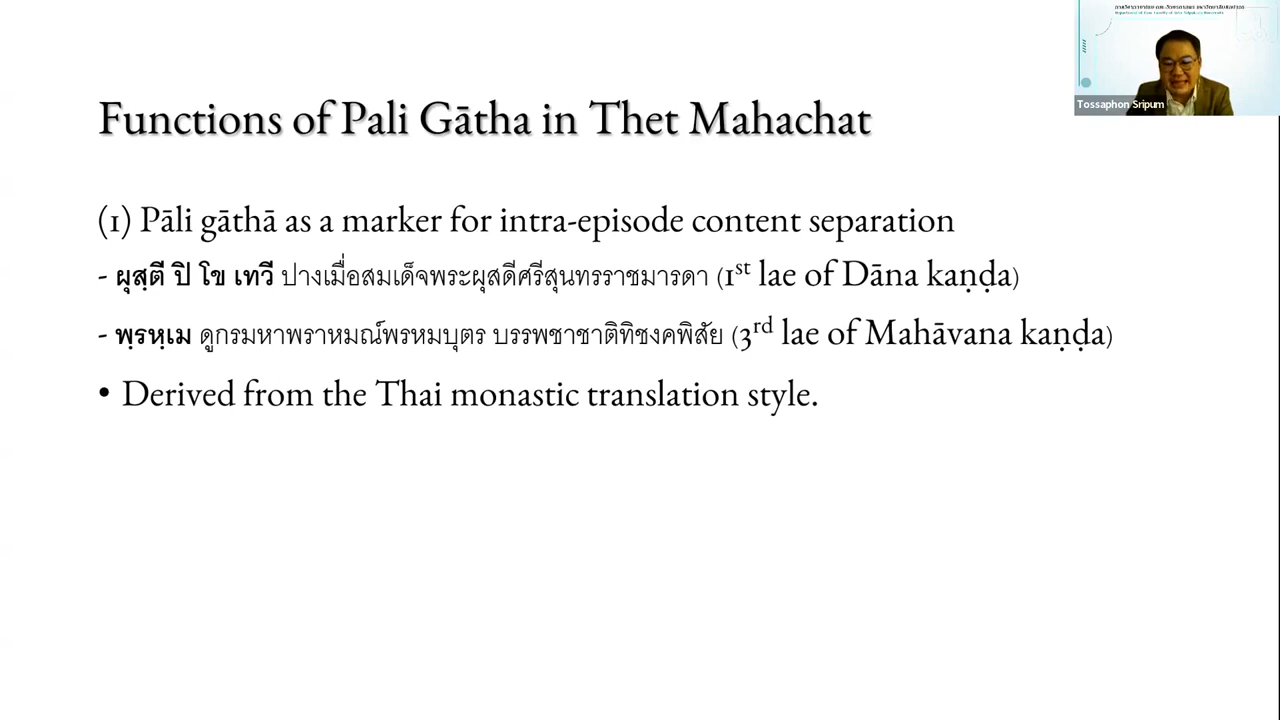 Functions of Pali Gātha in Thet Mahachat
(1) Pāli gāthā as a marker for intra-episode content separation
- ผุสฺตี ปิ โข เทวี ปางเมื่อสมเด็จพระผุสดีศรีสุนทรราชมารดา (1st lae of Dāna kaṇḍa)
- พฺรหฺเม ดูกรมหาพราหมณ์พรหมบุตร บรรพชาชาติทิชงคพิสัย (3rd lae of Mahāvana kaṇḍa)
• Derived from the Thai monastic translation style.
Tossaphon Sripum